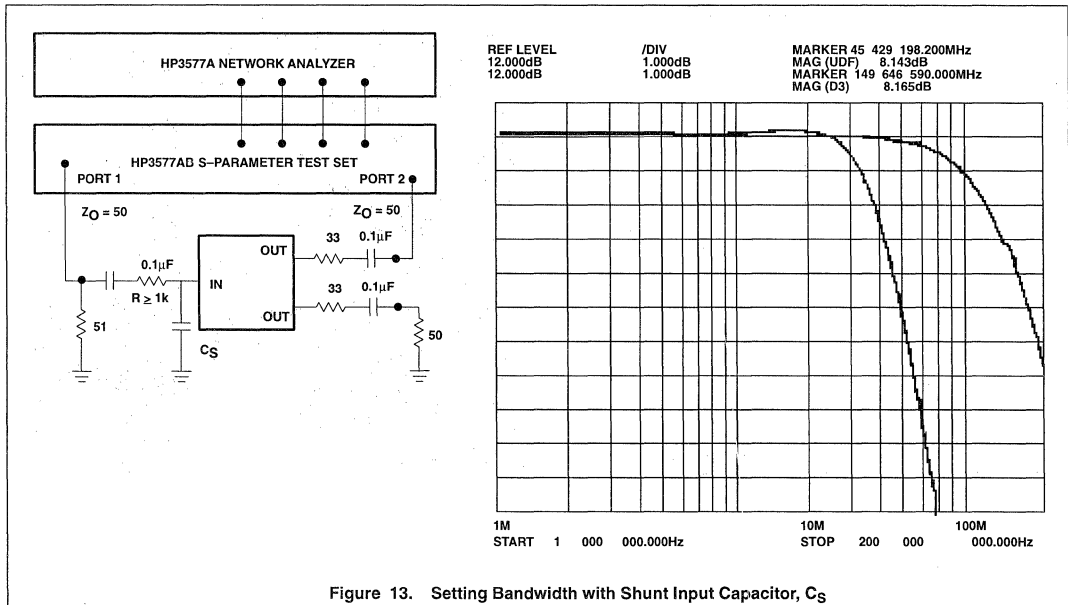 HP3577A NETWORK ANALYZER
HP3577AB S–PARAMETER TEST SET
PORT 1
PORT 2
ZO = 50
ZO = 50
0.1µF
R ≥ 1k
51
CS
IN
OUT
OUT
33
0.1µF
33
0.1µF
50
REF LEVEL /DIV MARKER 45 429 198.200MHz
12.000dB 1.000dB MAG (UDF) 8.143dB
12.000dB 1.000dB MARKER 149 646 590.000MHz
MAG (D3) 8.165dB
1M 10M 100M
START 1 000 000.000Hz STOP 200 000 000.000Hz
Figure 13. Setting Bandwidth with Shunt Input Capacitor, CS